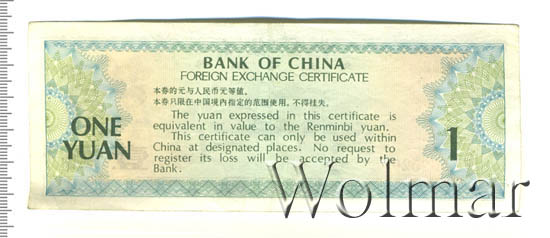 BANK OF CHINA
FOREIGN EXCHANGE CERTIFICATE
本券的元与人民币元等值。
本券只限在中国境内指定的范围使用,不得挂失。
The yuan expressed in this certificate is
equivalent in value to the Renminbi yuan.
This certificate can only be used within
China at designated places. No request to
register its loss will be accepted by the
Bank.
ONE
YUAN
1
Wolmar